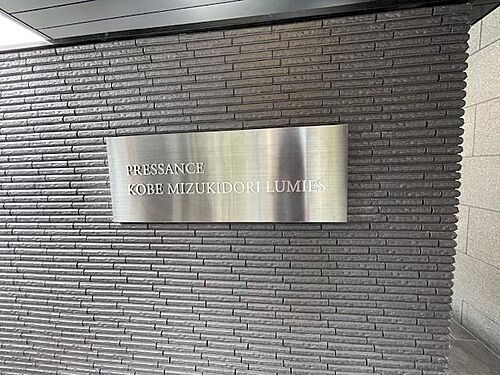 PRESSANCE
KOBE MIZUKIDORI LUMIES